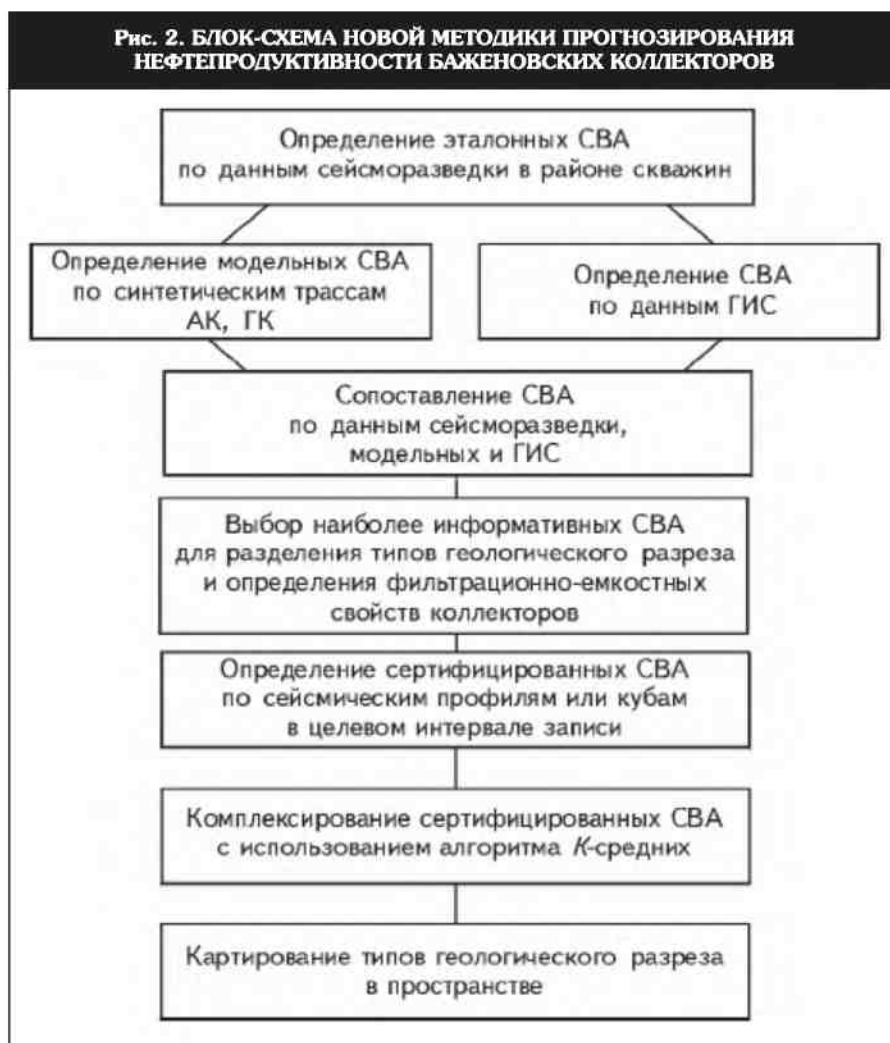 Рис. 2. БЛОК-СХЕМА НОВОЙ МЕТОДИКИ ПРОГНОЗИРОВАНИЯ
НЕФТЕПРОДУКТИВНОСТИ БАЖЕНОВСКИХ КОЛЛЕКТОРОВ
Определение эталонных СВА
по данным сейсморазведки в районе скважин
Определение модельных СВА
по синтетическим трассам
АК, ГК
Определение СВА
по данным ГИС
Сопоставление СВА
по данным сейсморазведки,
модельных и ГИС
Выбор наиболее информативных СВА
для разделения типов геологического разреза
и определения фильтрационно-емкостных
свойств коллекторов
Определение сертифицированных СВА
по сейсмическим профилям или кубам
в целевом интервале записи
Комплексирование сертифицированных СВА
с использованием алгоритма К-средних
Картирование типов геологического разреза
в пространстве